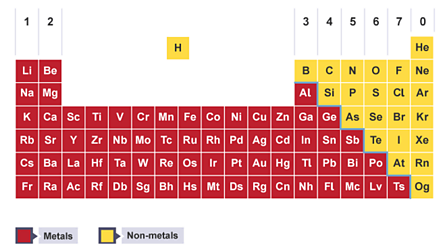 1 2 3 4 5 6 7 0
H He
Li Be B C N O F Ne
Na Mg Al Si P S Cl Ar
K Ca Sc Ti V Cr Mn Fe Co Ni Cu Zn Ga Ge As Se Br Kr
Rb Sr Y Zr Nb Mo Tc Ru Rh Pd Ag Cd In Sn Sb Te I Xe
Cs Ba La Hf Ta W Re Os Ir Pt Au Hg Tl Pb Bi Po At Rn
Fr Ra Ac Rf Db Sg Bh Hs Mt Ds Rg Cn Nh Fl Mc Lv Ts Og
Metals Non-metals